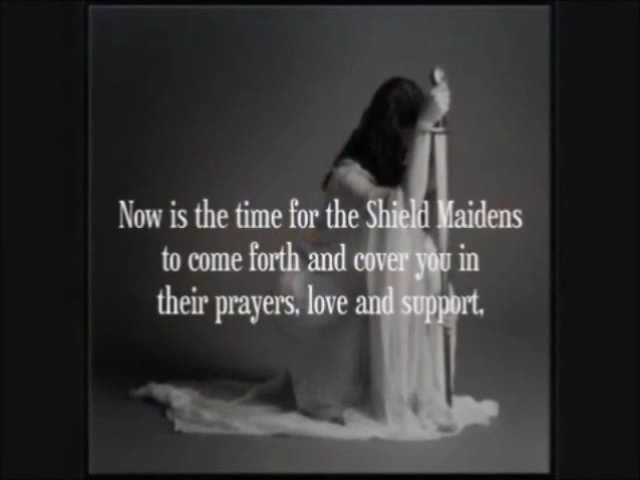 Now is the time for the Shield Maidens
to come forth and cover you in
their prayers, love and support,